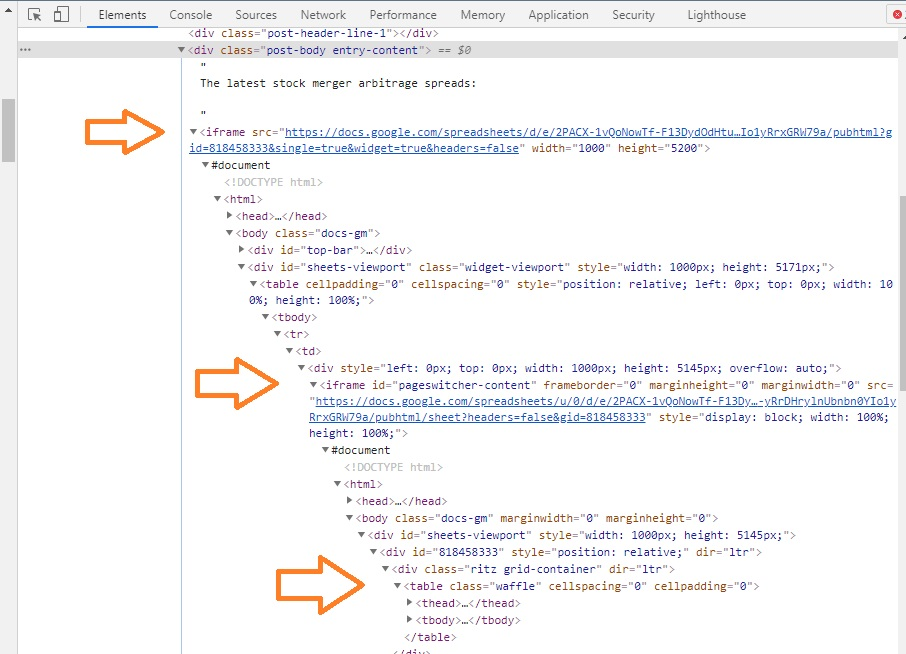 Elements Console Sources Network Performance Memory Application Security Lighthouse
<div class="post-header-line-1"></div>
... ▼<div class="post-body entry-content"> == $0
"
The latest stock merger arbitrage spreads:
"
▼<iframe src="https://docs.google.com/spreadsheets/d/e/2PACX-1vQoNowTf-F13DydOdHtu…Io1yRrxGRW79a/pubhtml?g
id=818458333&single=true&widget=true&headers=false" width="1000" height="5200">
▼#document
<!DOCTYPE html>
▼<html>
▶<head>…</head>
▼<body class="docs-gm">
▶<div id="top-bar">…</div>
▼<div id="sheets-viewport" class="widget-viewport" style="width: 1000px; height: 5171px;">
▼<table cellpadding="0" cellspacing="0" style="position: relative; left: 0px; top: 0px; width: 10
0%; height: 100%;">
▼<tbody>
▼<tr>
▼<td>
▼<div style="left: 0px; top: 0px; width: 1000px; height: 5145px; overflow: auto;">
▼<iframe id="pageswitcher-content" frameborder="0" marginheight="0" marginwidth="0" src=
"https://docs.google.com/spreadsheets/u/0/d/e/2PACX-1vQoNowTf-F13Dy…-yRrDHrylnUbnbn0YIo1y
RrxGRW79a/pubhtml/sheet?headers=false&gid=818458333" style="display: block; width: 100%;
height: 100%;">
▼#document
<!DOCTYPE html>
▼<html>
▶<head>…</head>
▼<body class="docs-gm" marginwidth="0" marginheight="0">
▼<div id="sheets-viewport" style="width: 1000px; height: 5145px;">
▼<div id="818458333" style="position: relative;" dir="ltr">
▼<div class="ritz grid-container" dir="ltr">
▼<table class="waffle" cellspacing="0" cellpadding="0">
▶<thead>…</thead>
▶<tbody>…</tbody>
</table>
</div>